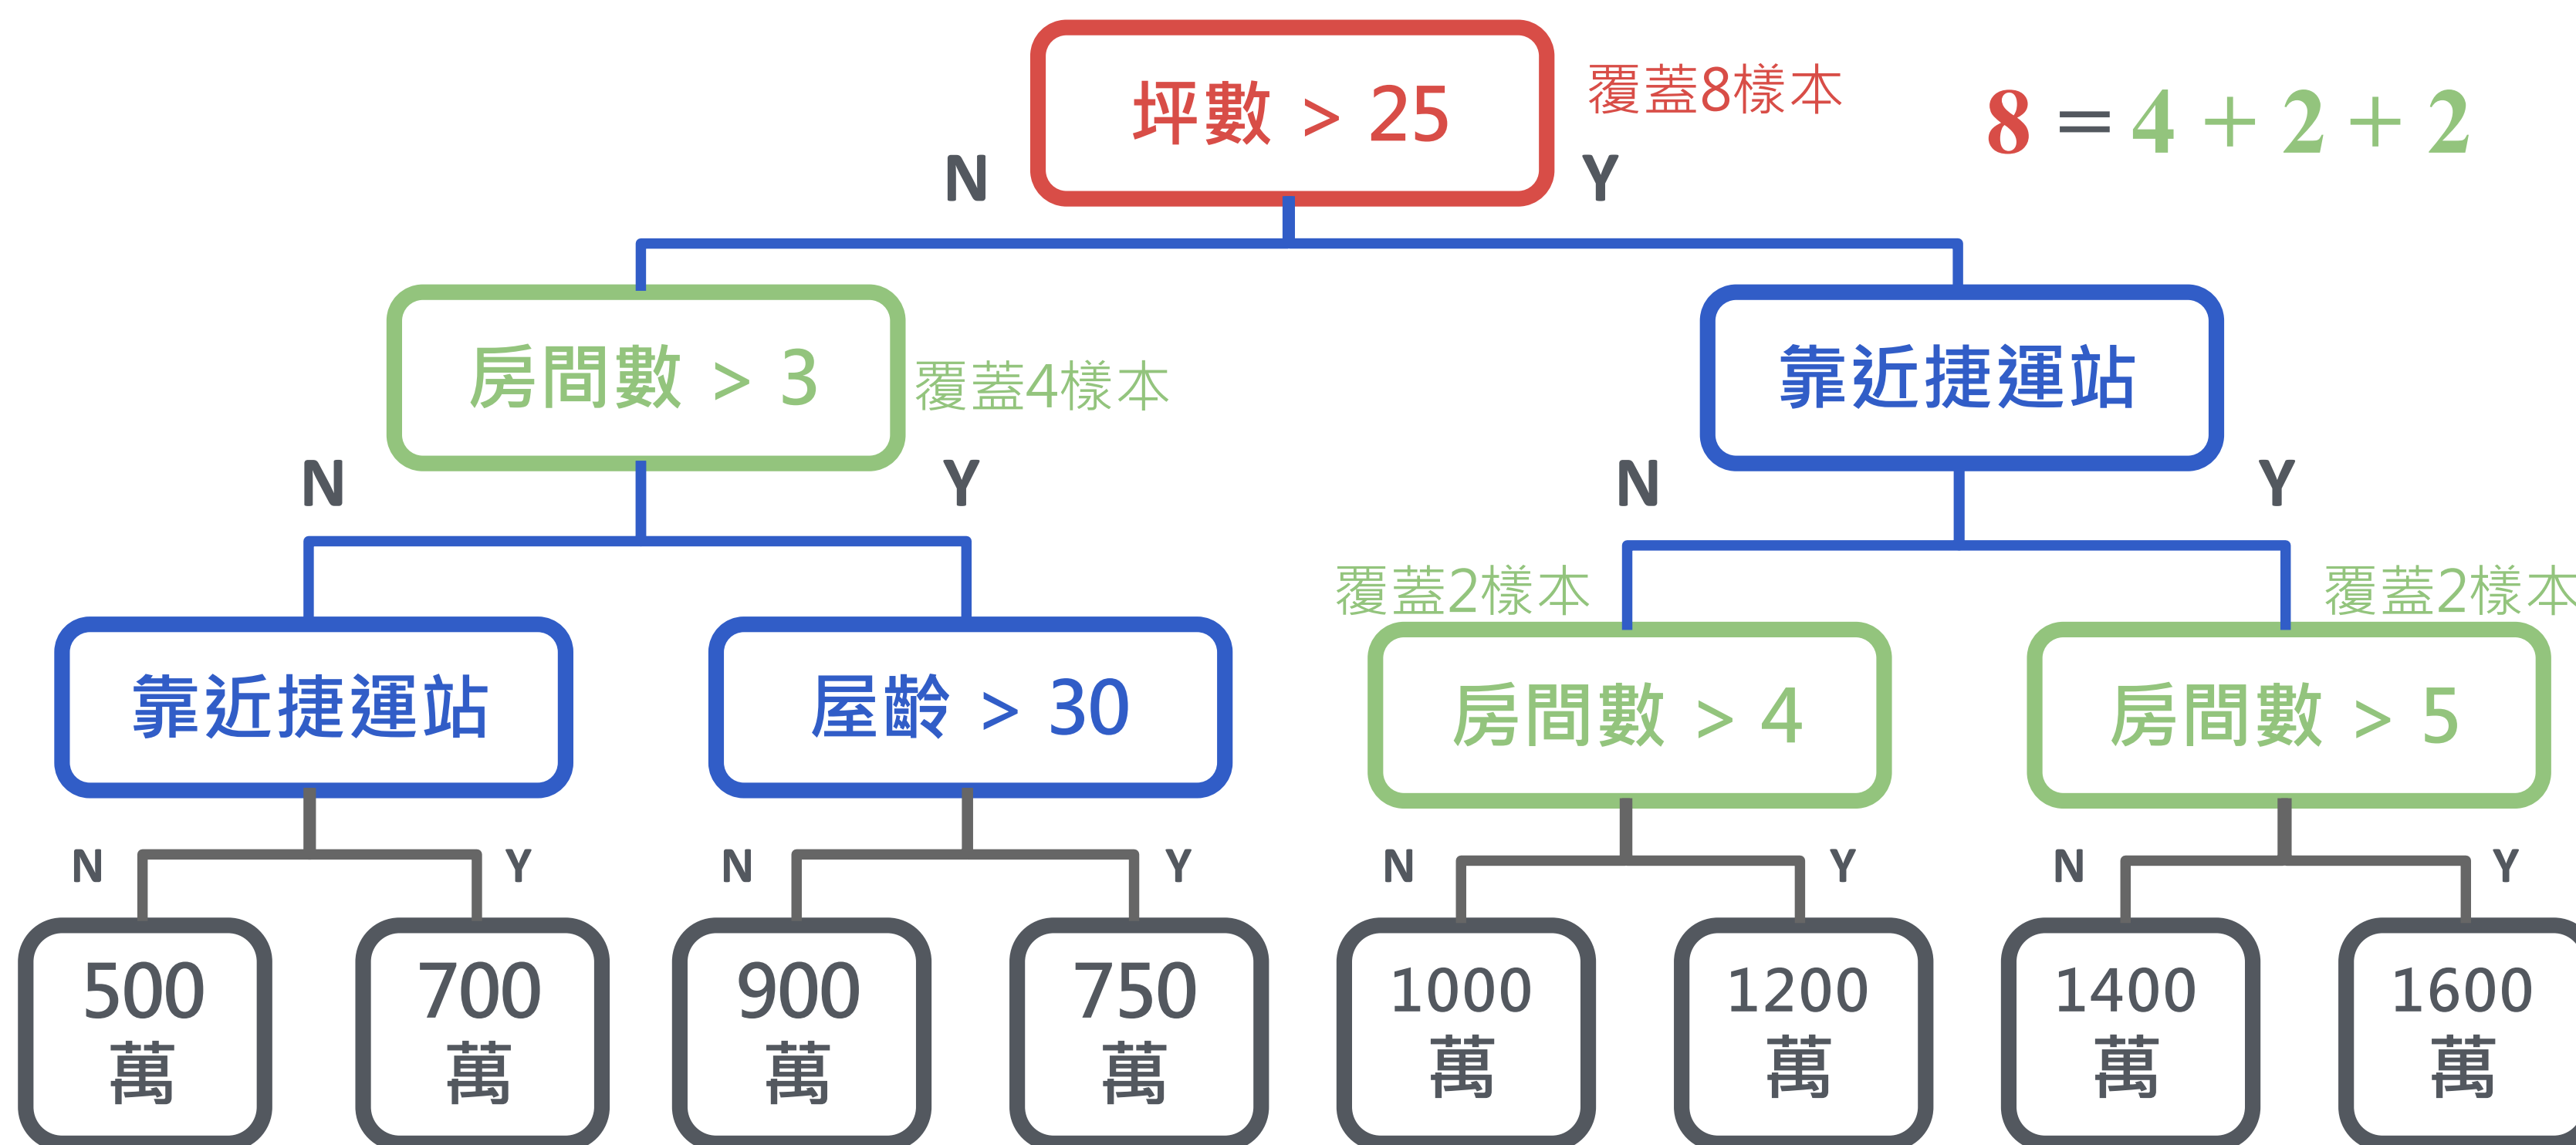 坪數 > 25
覆蓋8樣本
8 = 4 + 2 + 2
N
Y
房間數 > 3
覆蓋4樣本
靠近捷運站
N
Y
N
Y
覆蓋2樣本
覆蓋2樣本
靠近捷運站
屋齡 > 30
房間數 > 4
房間數 > 5
N
Y
N
Y
N
Y
N
Y
500
萬
700
萬
900
萬
750
萬
1000
萬
1200
萬
1400
萬
1600
萬